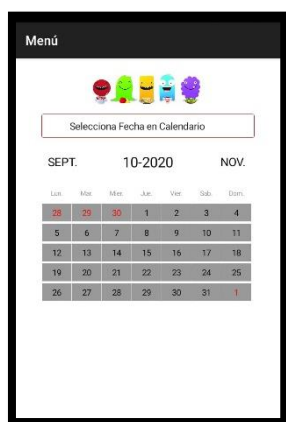 Menú
Selecciona Fecha en Calendario
SEPT. 10-2020 NOV.
Lun. Mar. Mier. Jue. Vier. Sab. Dom.
28 29 30 1 2 3 4
5 6 7 8 9 10 11
12 13 14 15 16 17 18
19 20 21 22 23 24 25
26 27 28 29 30 31 1